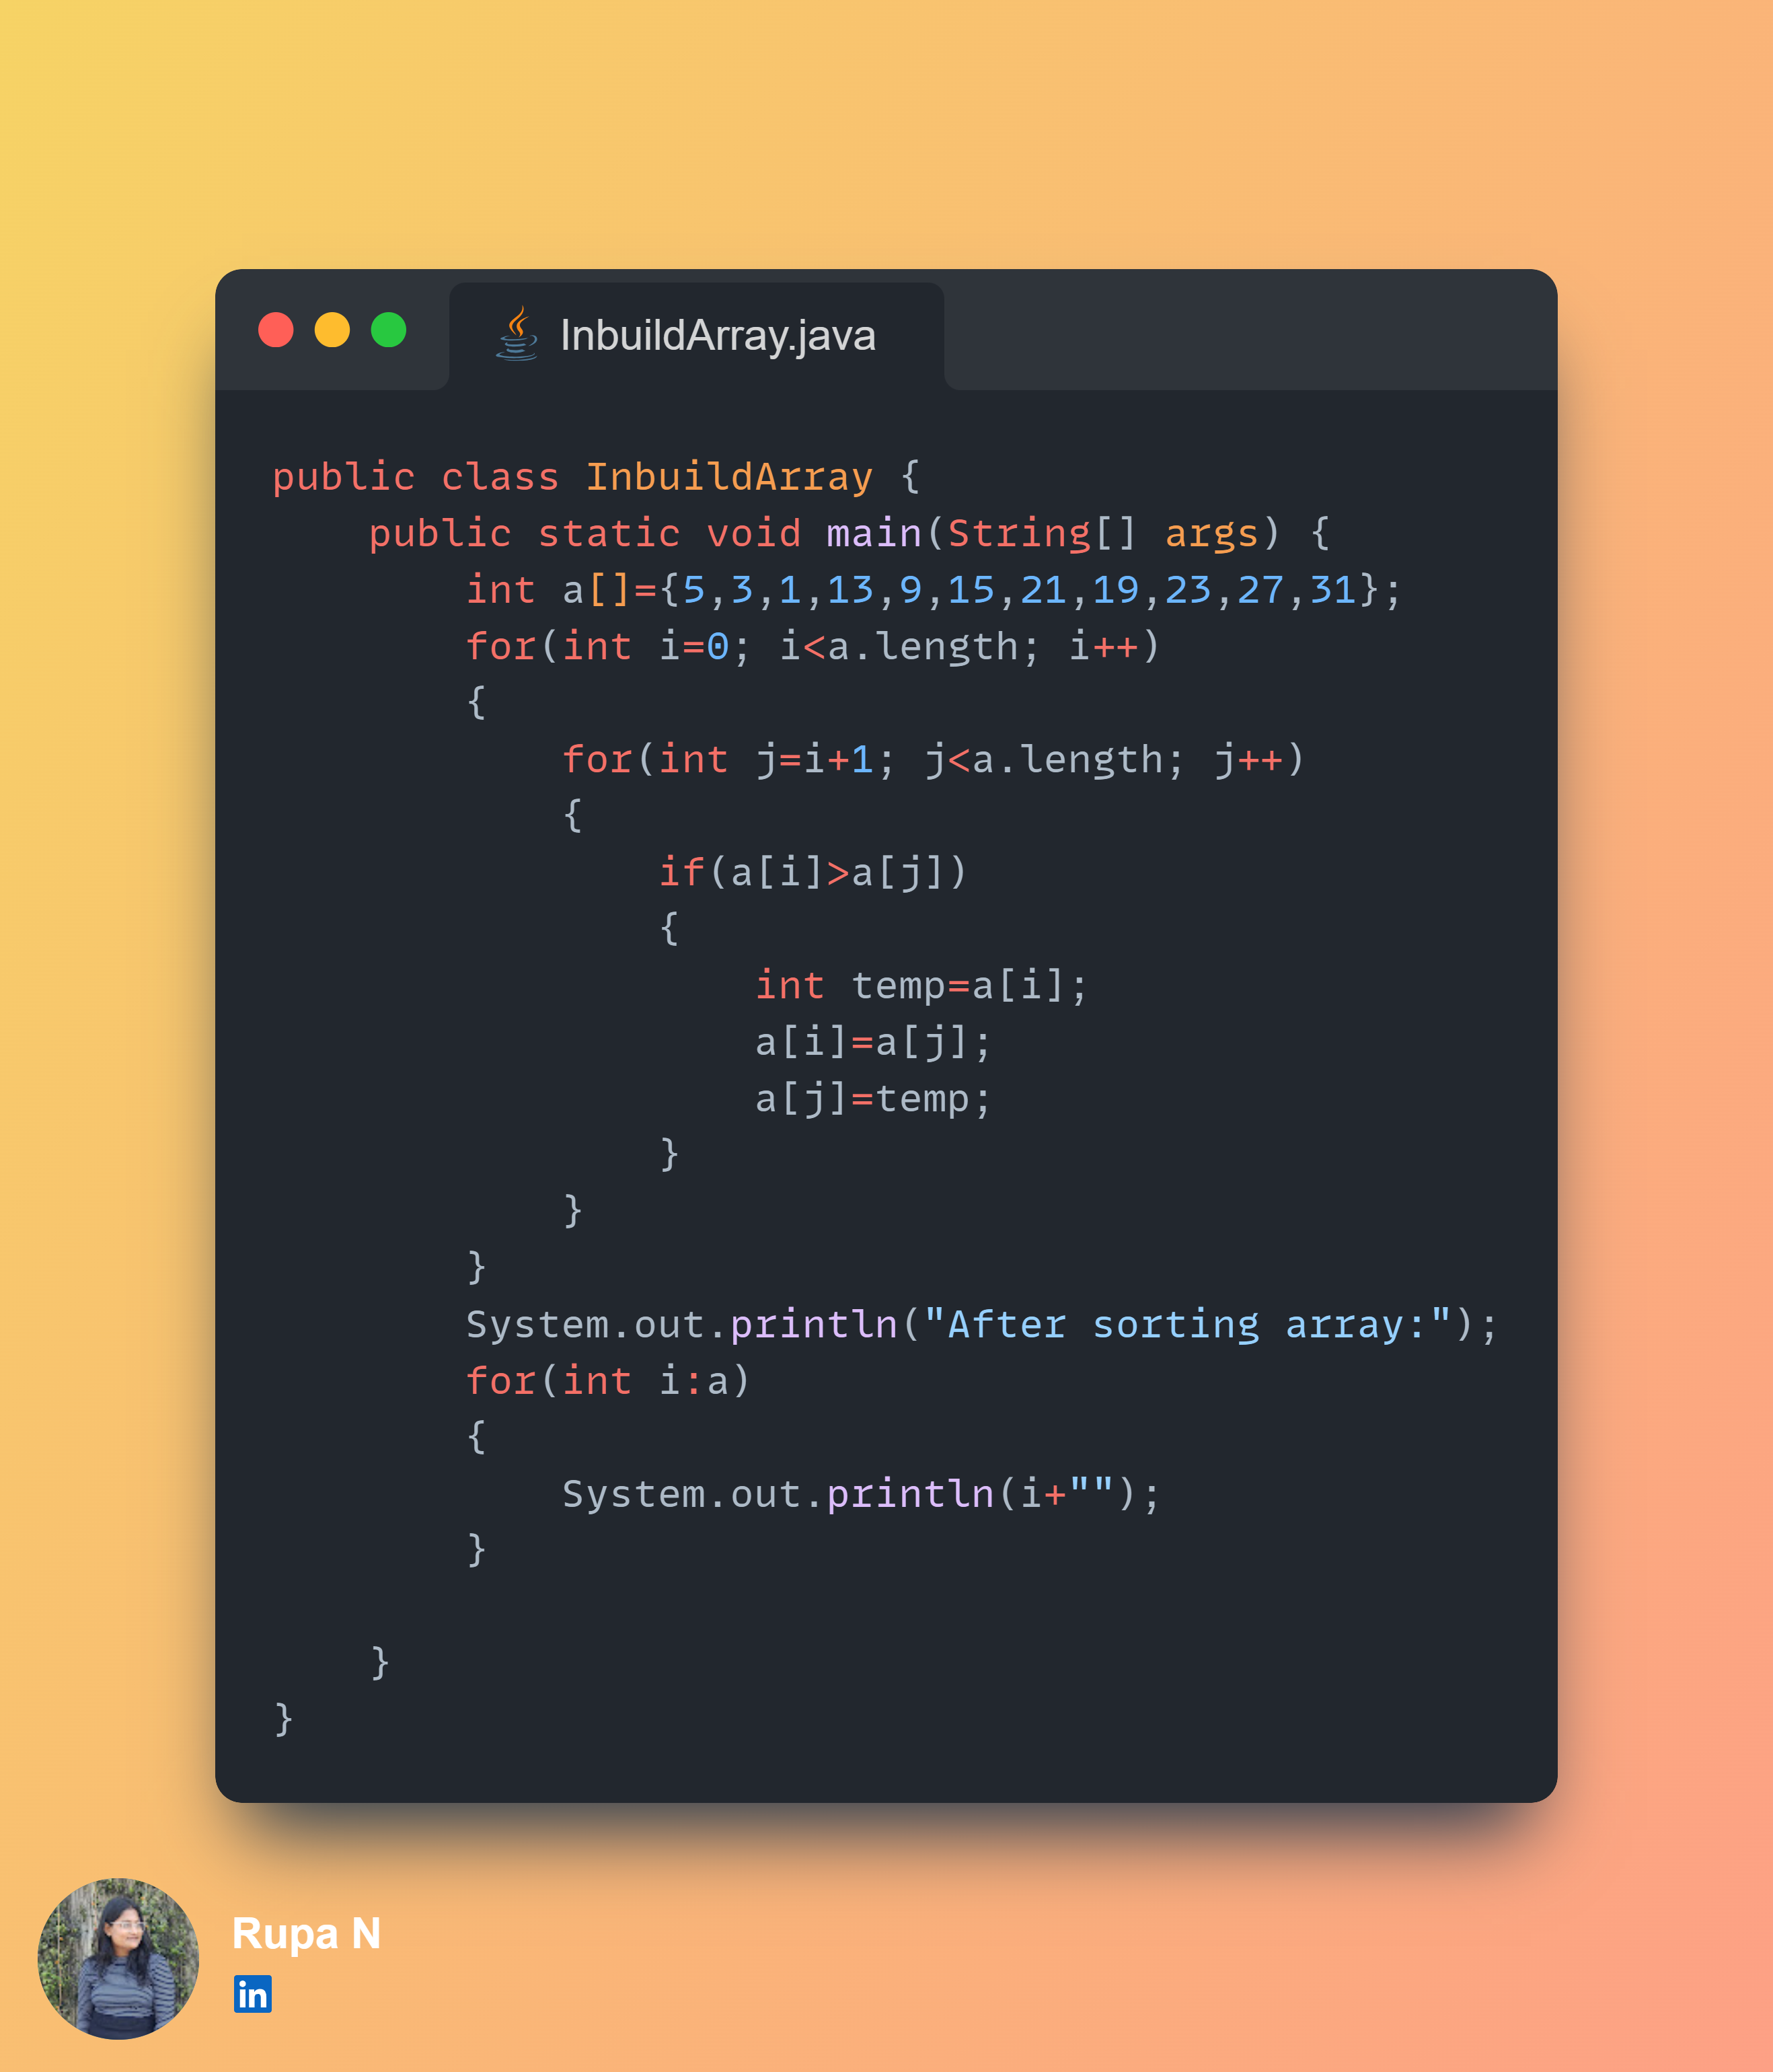 InbuildArray.java
public class InbuildArray {
    public static void main(String[] args) {
        int a[]={5,3,1,13,9,15,21,19,23,27,31};
        for(int i=0; i<a.length; i++)
        {
            for(int j=i+1; j<a.length; j++)
            {
                if(a[i]>a[j])
                {
                    int temp=a[i];
                    a[i]=a[j];
                    a[j]=temp;
                }
            }
        }
        System.out.println("After sorting array:");
        for(int i:a)
        {
            System.out.println(i+"");
        }

    }
}
Rupa N
in